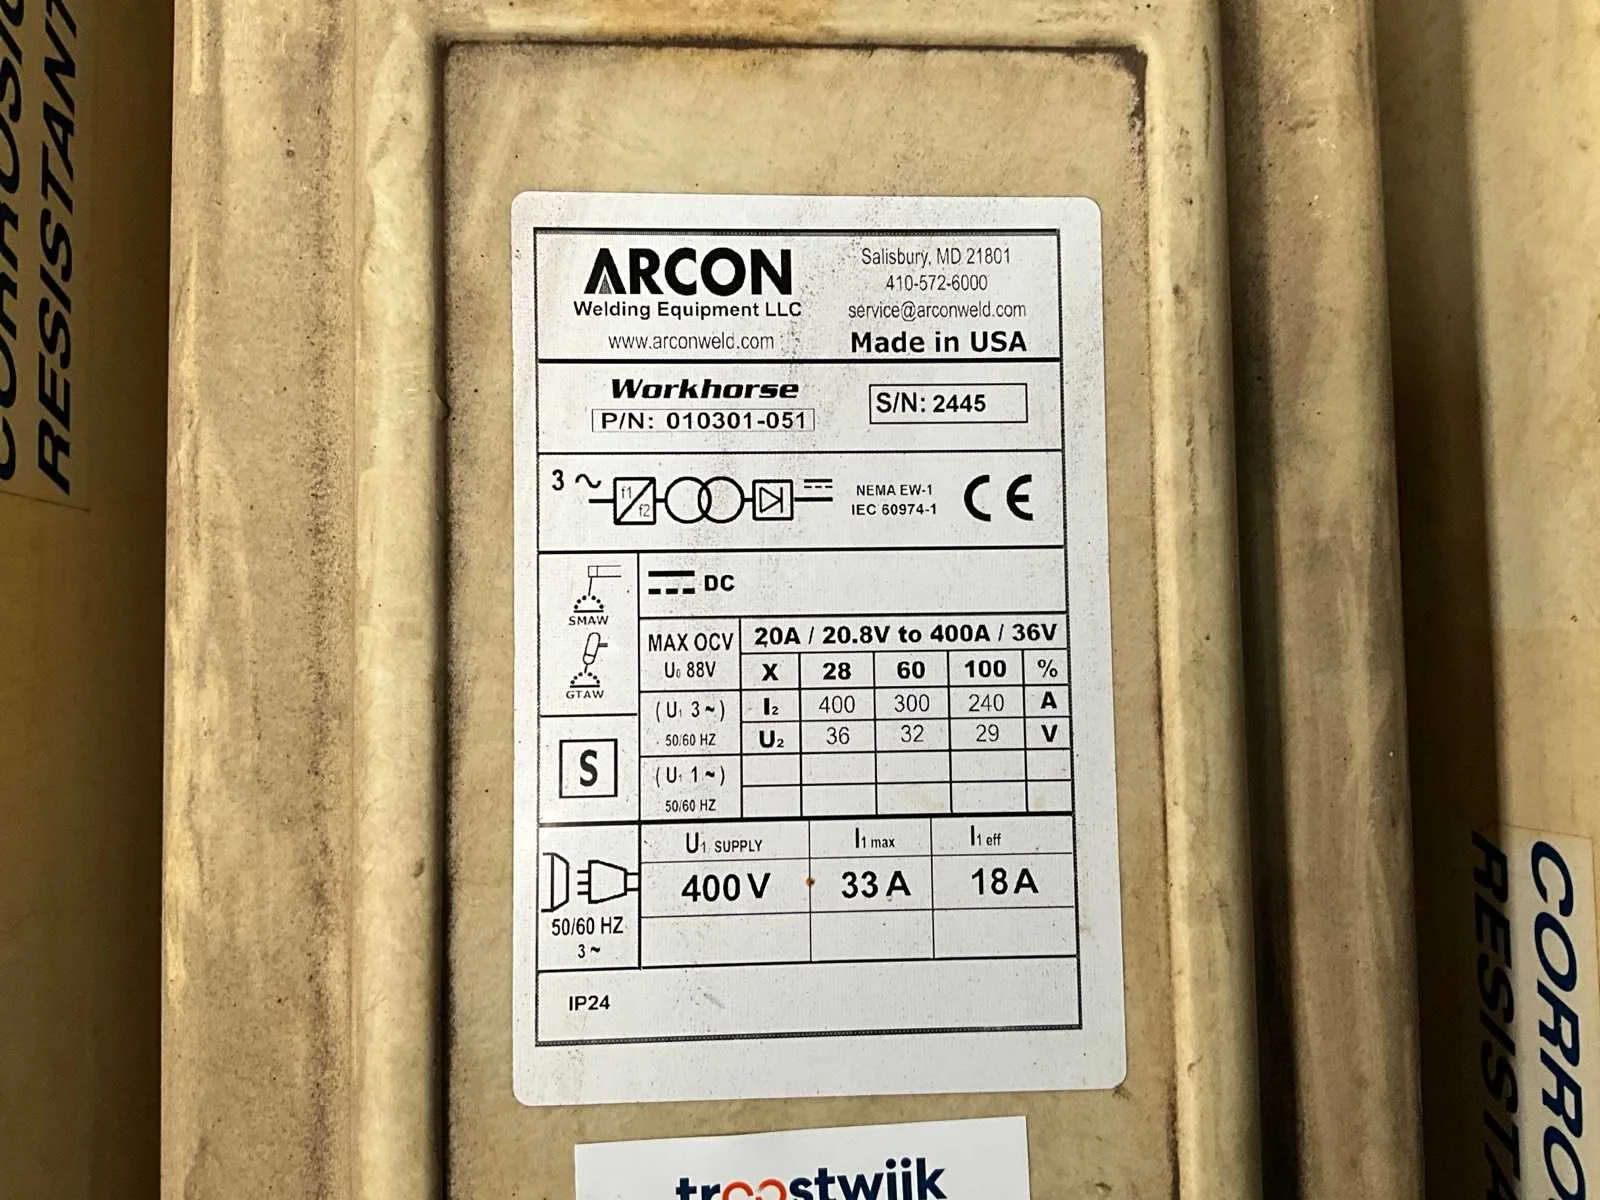 CORROSION
RESISTANT
ARCON
Welding Equipment LLC
www.arconweld.com
Salisbury, MD 21801
410-572-6000
service@arconweld.com
Made in USA
Workhorse
P/N: 010301-051
S/N: 2445
3 ~
f1
f2
NEMA EW-1
IEC 60974-1
CE
SMAW
GTAW
S
DC
MAX OCV
U₀ 88V
20A / 20.8V to 400A / 36V
X 28 60 100 %
(U₁ 3~)
50/60 HZ
I₂ 400 300 240 A
U₂ 36 32 29 V
(U₁ 1~)
50/60 HZ
50/60 HZ
3~
U₁ SUPPLY I₁ max I₁ eff
400V 33A 18A
IP24
troostwijk
CORRO
RESISTA